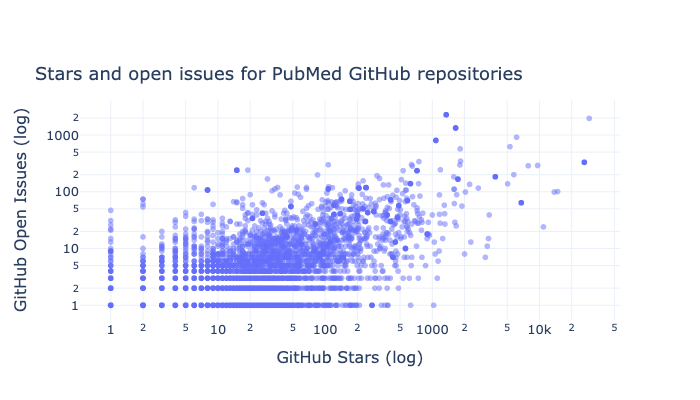 Stars and open issues for PubMed GitHub repositories
GitHub Open Issues (log)
2
1000
5
2
100
5
2
10
5
2
1
1 2 5 10 2 5 100 2 5 1000 2 5 10k 2 5
GitHub Stars (log)